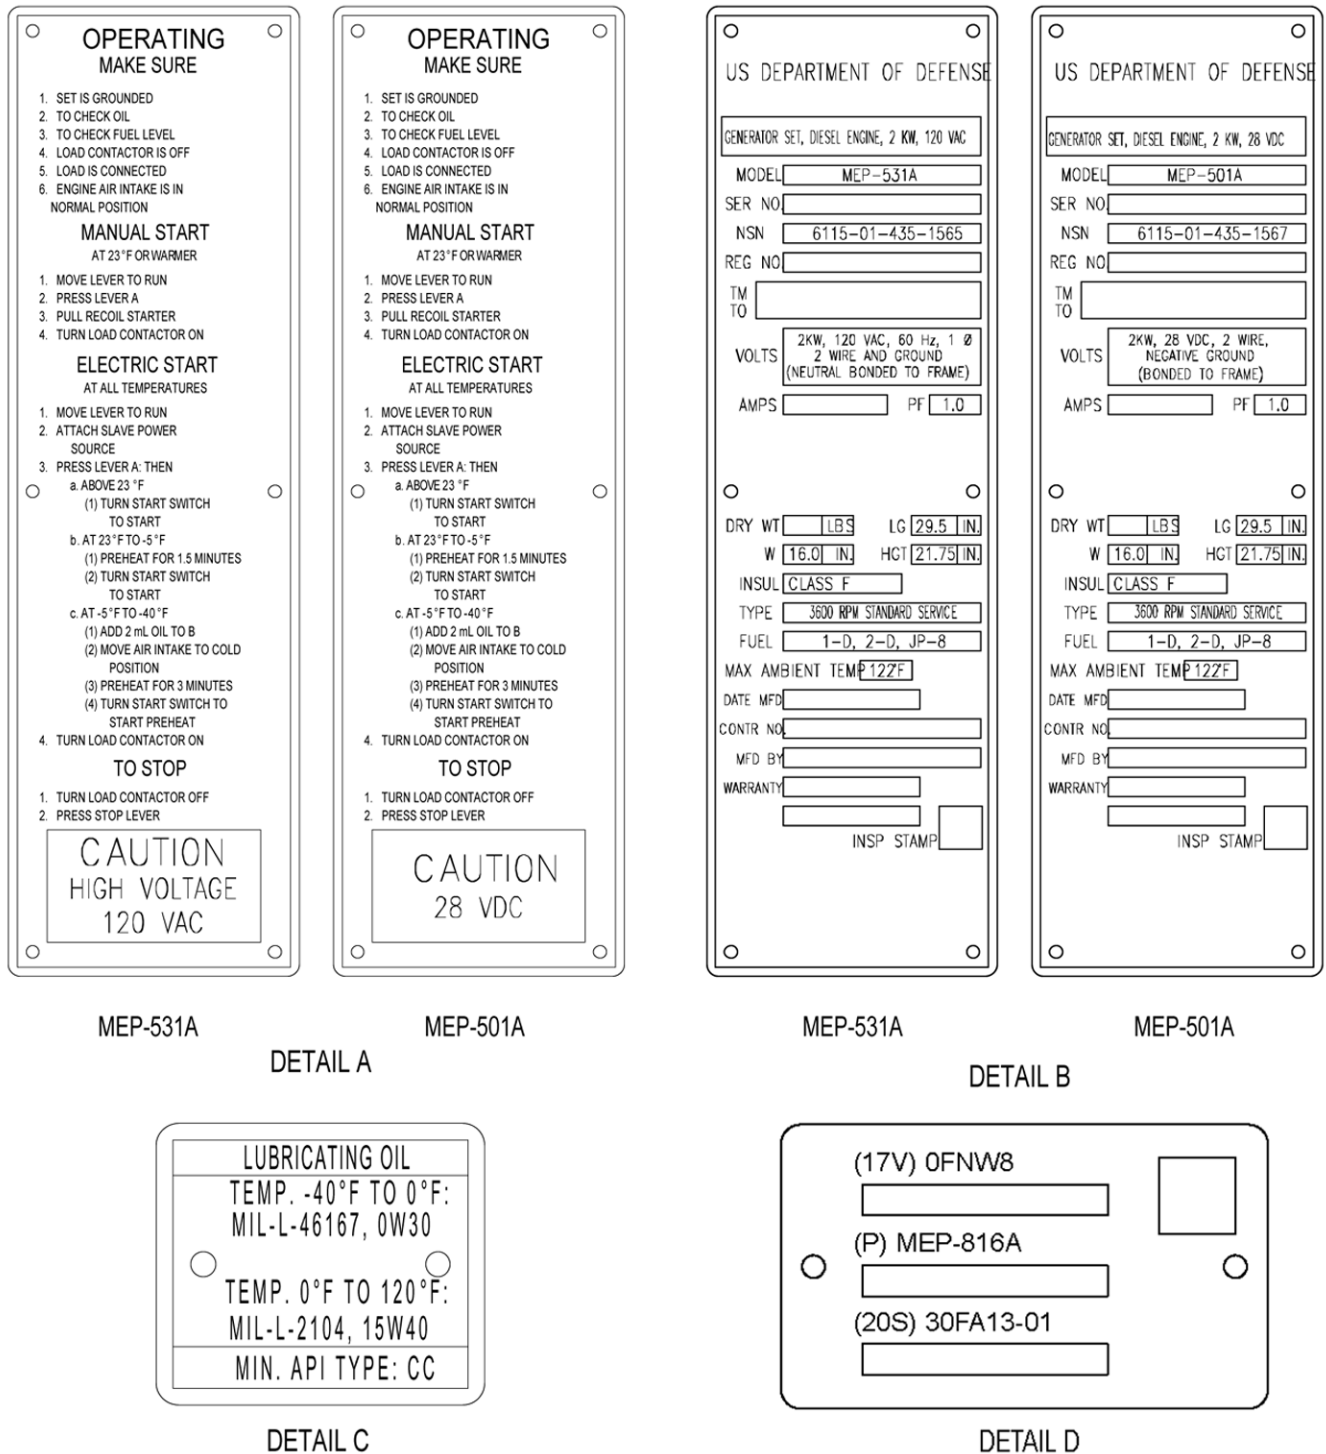 OPERATING
MAKE SURE
1. SET IS GROUNDED
2. TO CHECK OIL
3. TO CHECK FUEL LEVEL
4. LOAD CONTACTOR IS OFF
5. LOAD IS CONNECTED
6. ENGINE AIR INTAKE IS IN
NORMAL POSITION
MANUAL START
AT 23°F OR WARMER
1. MOVE LEVER TO RUN
2. PRESS LEVER A
3. PULL RECOIL STARTER
4. TURN LOAD CONTACTOR ON
ELECTRIC START
AT ALL TEMPERATURES
1. MOVE LEVER TO RUN
2. ATTACH SLAVE POWER
SOURCE
3. PRESS LEVER A: THEN
a. ABOVE 23 °F
(1) TURN START SWITCH
TO START
b. AT 23°F TO -5°F
(1) PREHEAT FOR 1.5 MINUTES
(2) TURN START SWITCH
TO START
c. AT -5°F TO -40°F
(1) ADD 2 mL OIL TO B
(2) MOVE AIR INTAKE TO COLD
POSITION
(3) PREHEAT FOR 3 MINUTES
(4) TURN START SWITCH TO
START PREHEAT
4. TURN LOAD CONTACTOR ON
TO STOP
1. TURN LOAD CONTACTOR OFF
2. PRESS STOP LEVER
CAUTION
HIGH VOLTAGE
120 VAC
MEP-531A
OPERATING
MAKE SURE
1. SET IS GROUNDED
2. TO CHECK OIL
3. TO CHECK FUEL LEVEL
4. LOAD CONTACTOR IS OFF
5. LOAD IS CONNECTED
6. ENGINE AIR INTAKE IS IN
NORMAL POSITION
MANUAL START
AT 23°F OR WARMER
1. MOVE LEVER TO RUN
2. PRESS LEVER A
3. PULL RECOIL STARTER
4. TURN LOAD CONTACTOR ON
ELECTRIC START
AT ALL TEMPERATURES
1. MOVE LEVER TO RUN
2. ATTACH SLAVE POWER
SOURCE
3. PRESS LEVER A: THEN
a. ABOVE 23 °F
(1) TURN START SWITCH
TO START
b. AT 23°F TO -5°F
(1) PREHEAT FOR 1.5 MINUTES
(2) TURN START SWITCH
TO START
c. AT -5°F TO -40°F
(1) ADD 2 mL OIL TO B
(2) MOVE AIR INTAKE TO COLD
POSITION
(3) PREHEAT FOR 3 MINUTES
(4) TURN START SWITCH TO
START PREHEAT
4. TURN LOAD CONTACTOR ON
TO STOP
1. TURN LOAD CONTACTOR OFF
2. PRESS STOP LEVER
CAUTION
28 VDC
MEP-501A
DETAIL A
US DEPARTMENT OF DEFENSE
GENERATOR SET, DIESEL ENGINE, 2 KW, 120 VAC
MODEL MEP-531A
SER NO.
NSN 6115-01-435-1565
REG NO
TM
TO
2KW, 120 VAC, 60 Hz, 1 Ø
VOLTS 2 WIRE AND GROUND
(NEUTRAL BONDED TO FRAME)
AMPS PF 1.0
DRY WT LBS LG 29.5 IN.
W 16.0 IN. HGT 21.75 IN.
INSUL CLASS F
TYPE 3600 RPM STANDARD SERVICE
FUEL 1-D, 2-D, JP-8
MAX AMBIENT TEMP 122°F
DATE MFD
CONTR NO.
MFD BY
WARRANTY
INSP STAMP
MEP-531A
US DEPARTMENT OF DEFENSE
GENERATOR SET, DIESEL ENGINE, 2 KW, 28 VDC
MODEL MEP-501A
SER NO.
NSN 6115-01-435-1567
REG NO
TM
TO
2KW, 28 VDC, 2 WIRE,
VOLTS NEGATIVE GROUND
(BONDED TO FRAME)
AMPS PF 1.0
DRY WT LBS LG 29.5 IN.
W 16.0 IN. HGT 21.75 IN.
INSUL CLASS F
TYPE 3600 RPM STANDARD SERVICE
FUEL 1-D, 2-D, JP-8
MAX AMBIENT TEMP 122°F
DATE MFD
CONTR NO.
MFD BY
WARRANTY
INSP STAMP
MEP-501A
DETAIL B
LUBRICATING OIL
TEMP. -40°F TO 0°F:
MIL-L-46167, 0W30
TEMP. 0°F TO 120°F:
MIL-L-2104, 15W40
MIN. API TYPE: CC
DETAIL C
(17V) 0FNW8
(P) MEP-816A
(20S) 30FA13-01
DETAIL D